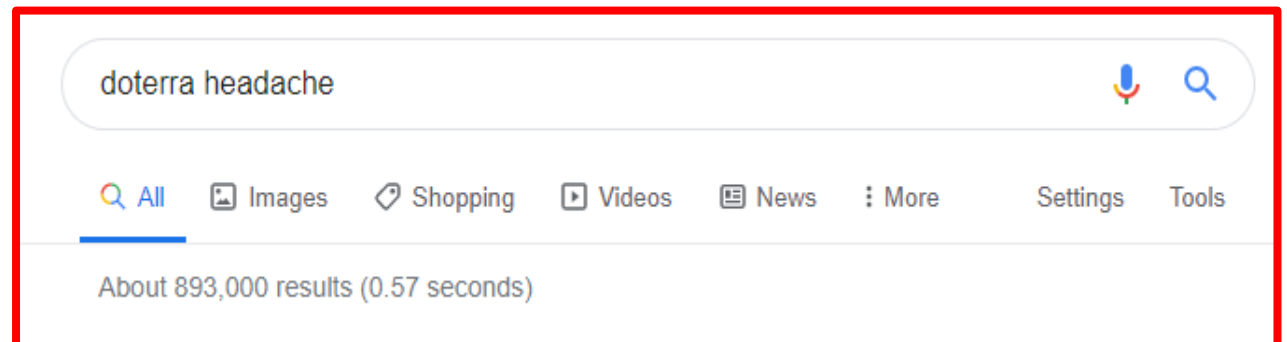 doterra headache
All Images Shopping Videos News More Settings Tools
About 893,000 results (0.57 seconds)